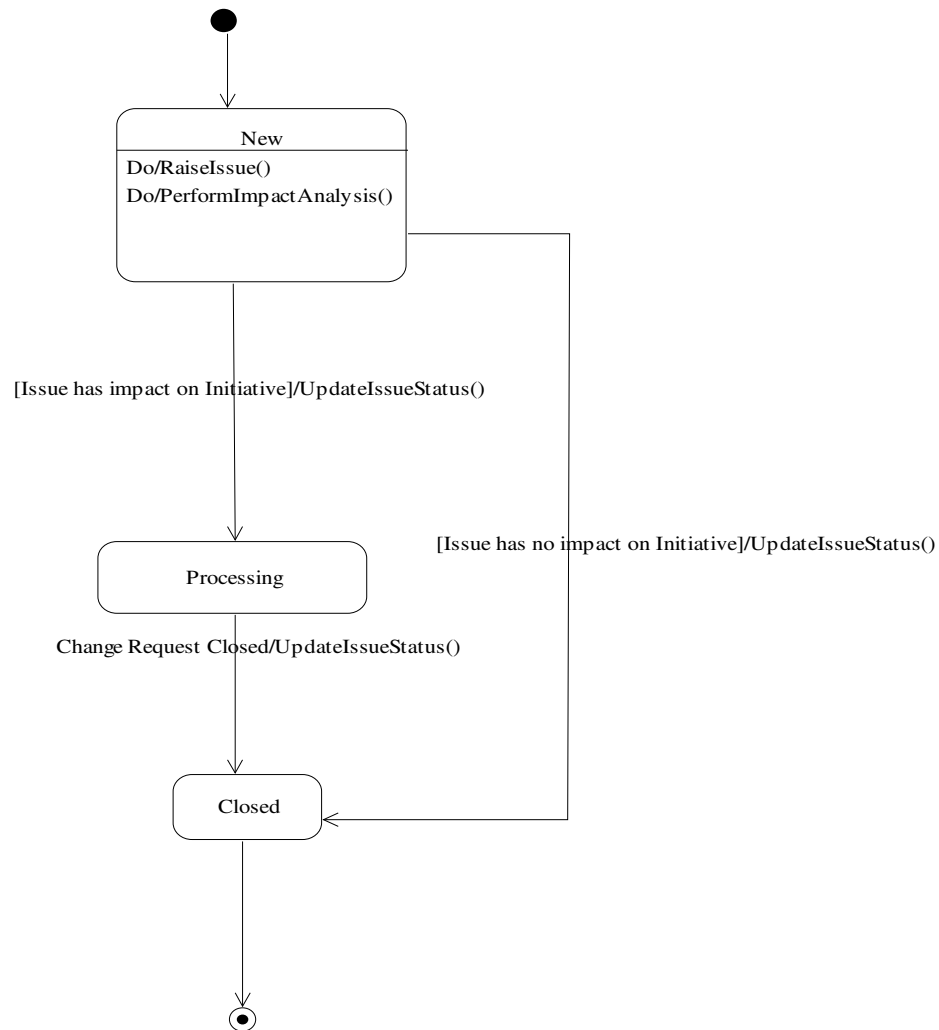 New
Do/RaiseIssue()
Do/PerformImpactAnalysis()
[Issue has impact on Initiative]/UpdateIssueStatus()
[Issue has no impact on Initiative]/UpdateIssueStatus()
Processing
Change Request Closed/UpdateIssueStatus()
Closed